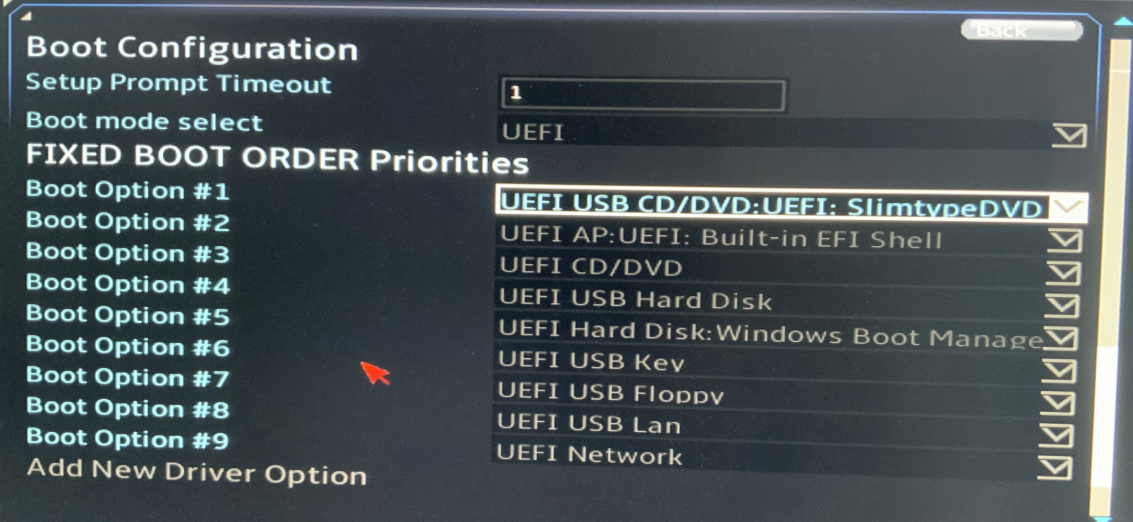 Back
Boot Configuration
Setup Prompt Timeout 1
Boot mode select UEFI
FIXED BOOT ORDER Priorities
Boot Option #1 UEFI USB CD/DVD:UEFI: SlimtypeDVD
Boot Option #2 UEFI AP:UEFI: Built-in EFI Shell
Boot Option #3 UEFI CD/DVD
Boot Option #4 UEFI USB Hard Disk
Boot Option #5 UEFI Hard Disk:Windows Boot Manage
Boot Option #6 UEFI USB Key
Boot Option #7 UEFI USB Floppy
Boot Option #8 UEFI USB Lan
Boot Option #9 UEFI Network
Add New Driver Option